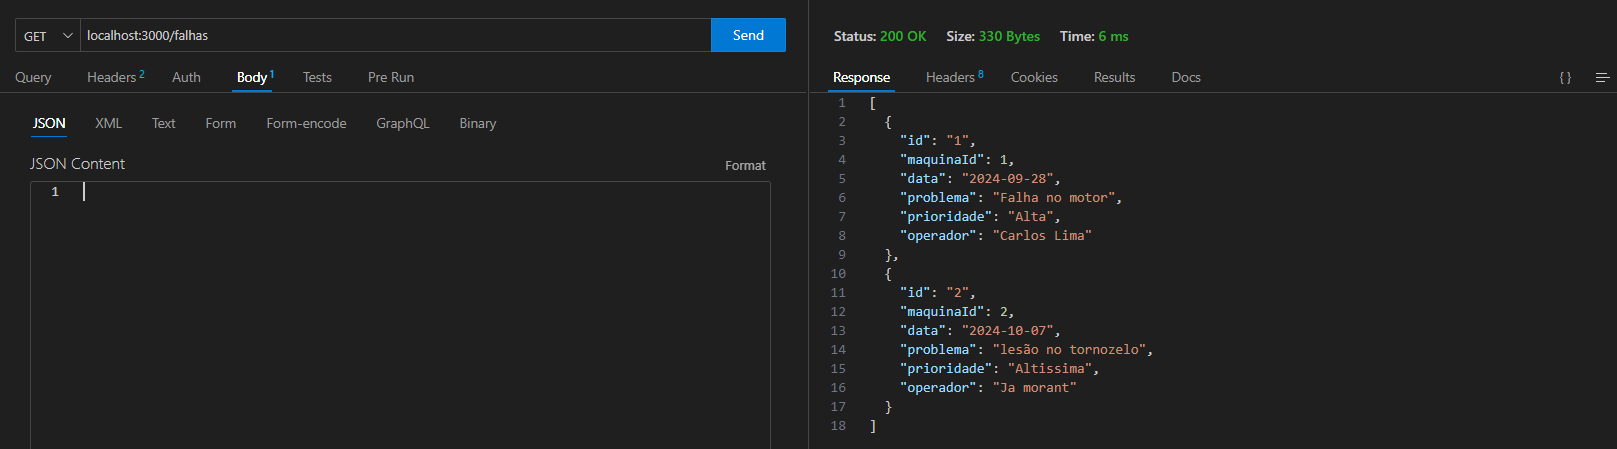 GET localhost:3000/falhas Send
Query Headers 2 Auth Body 1 Tests Pre Run
JSON XML Text Form Form-encode GraphQL Binary
JSON Content Format
1
Status: 200 OK Size: 330 Bytes Time: 6 ms
Response Headers 8 Cookies Results Docs { }
1 [
2 {
3 "id": "1",
4 "maquinaId": 1,
5 "data": "2024-09-28",
6 "problema": "Falha no motor",
7 "prioridade": "Alta",
8 "operador": "Carlos Lima"
9 },
10 {
11 "id": "2",
12 "maquinaId": 2,
13 "data": "2024-10-07",
14 "problema": "lesão no tornozelo",
15 "prioridade": "Altissima",
16 "operador": "Ja morant"
17 }
18 ]